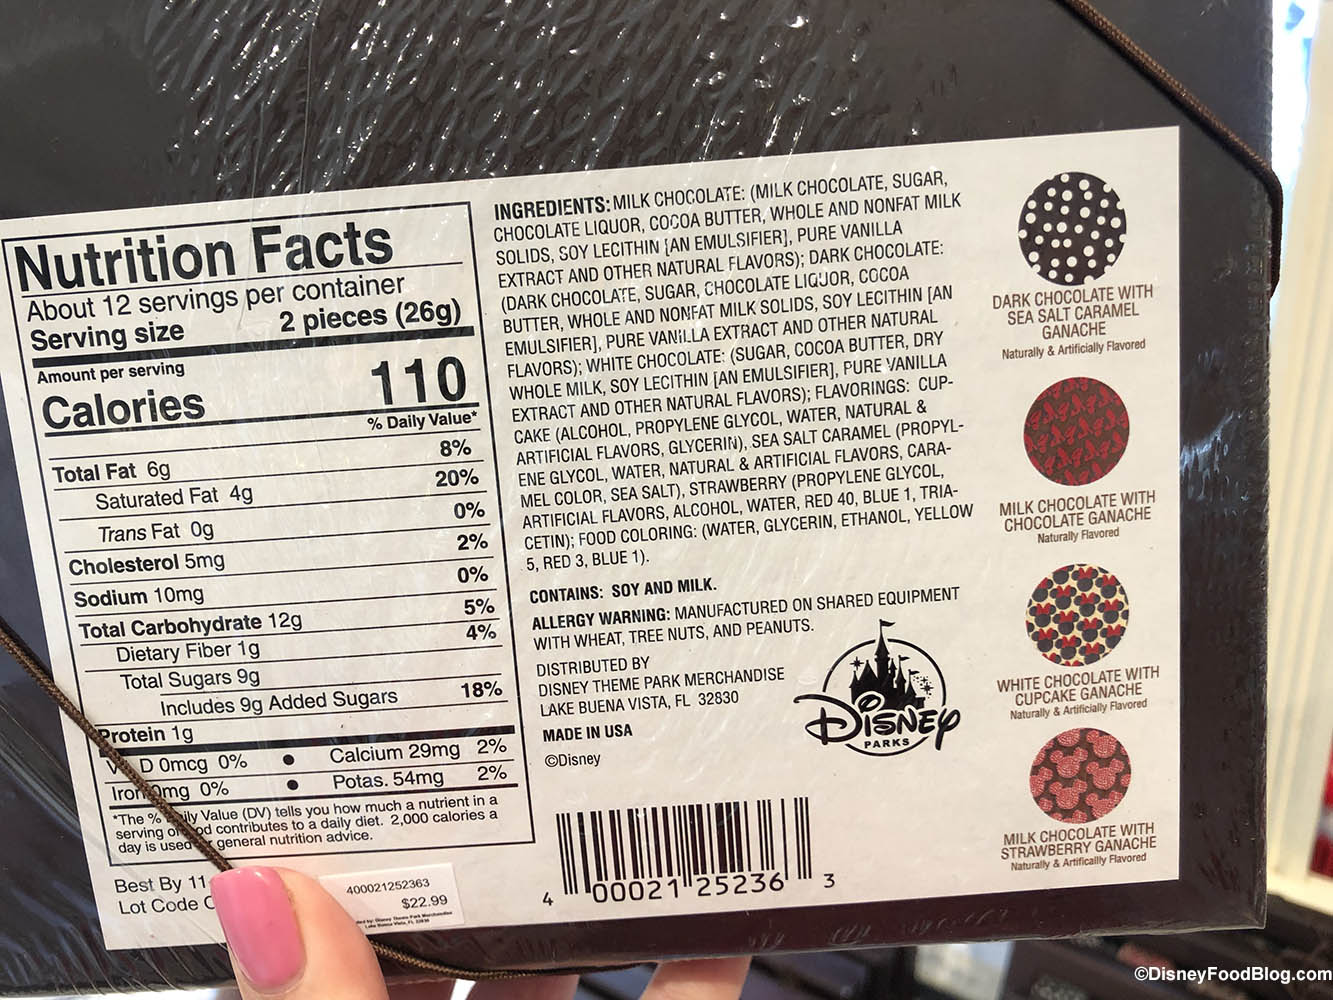 Nutrition Facts
About 12 servings per container
Serving size 2 pieces (26g)
Amount per serving
Calories 110
% Daily Value*
Total Fat 6g 8%
Saturated Fat 4g 20%
Trans Fat 0g 0%
Cholesterol 5mg 2%
Sodium 10mg 0%
Total Carbohydrate 12g 5%
Dietary Fiber 1g 4%
Total Sugars 9g
Includes 9g Added Sugars 18%
Protein 1g
D 0mcg 0% • Calcium 29mg 2%
Iron 0mg 0% • Potas. 54mg 2%
*The % Value (DV) tells you how much a nutrient in a
serving of contributes to a daily diet. 2,000 calories a
day is used general nutrition advice.
Best By 11
Lot Code
400021252363
$22.99
INGREDIENTS: MILK CHOCOLATE: (MILK CHOCOLATE, SUGAR,
CHOCOLATE LIQUOR, COCOA BUTTER, WHOLE AND NONFAT MILK
SOLIDS, SOY LECITHIN [AN EMULSIFIER], PURE VANILLA
EXTRACT AND OTHER NATURAL FLAVORS); DARK CHOCOLATE:
(DARK CHOCOLATE, SUGAR, CHOCOLATE LIQUOR, COCOA
BUTTER, WHOLE AND NONFAT MILK SOLIDS, SOY LECITHIN [AN
EMULSIFIER], PURE VANILLA EXTRACT AND OTHER NATURAL
FLAVORS); WHITE CHOCOLATE: (SUGAR, COCOA BUTTER, DRY
WHOLE MILK, SOY LECITHIN [AN EMULSIFIER], PURE VANILLA
EXTRACT AND OTHER NATURAL FLAVORS); FLAVORINGS: CUP-
CAKE (ALCOHOL, PROPYLENE GLYCOL, WATER, NATURAL &
ARTIFICIAL FLAVORS, GLYCERIN), SEA SALT CARAMEL (PROPYL-
ENE GLYCOL, WATER, NATURAL & ARTIFICIAL FLAVORS, CARA-
MEL COLOR, SEA SALT), STRAWBERRY (PROPYLENE GLYCOL,
ARTIFICIAL FLAVORS, ALCOHOL, WATER, RED 40, BLUE 1, TRIA-
CETIN); FOOD COLORING: (WATER, GLYCERIN, ETHANOL, YELLOW
5, RED 3, BLUE 1).
CONTAINS: SOY AND MILK.
ALLERGY WARNING: MANUFACTURED ON SHARED EQUIPMENT
WITH WHEAT, TREE NUTS, AND PEANUTS.
DISTRIBUTED BY
DISNEY THEME PARK MERCHANDISE
LAKE BUENA VISTA, FL 32830
MADE IN USA
©Disney
DISNEY
PARKS
4 00021 25236 3
DARK CHOCOLATE WITH
SEA SALT CARAMEL
GANACHE
Naturally & Artificially Flavored
MILK CHOCOLATE WITH
CHOCOLATE GANACHE
Naturally Flavored
WHITE CHOCOLATE WITH
CUPCAKE GANACHE
Naturally & Artificially Flavored
MILK CHOCOLATE WITH
STRAWBERRY GANACHE
Naturally & Artificially Flavored
©DisneyFoodBlog.com